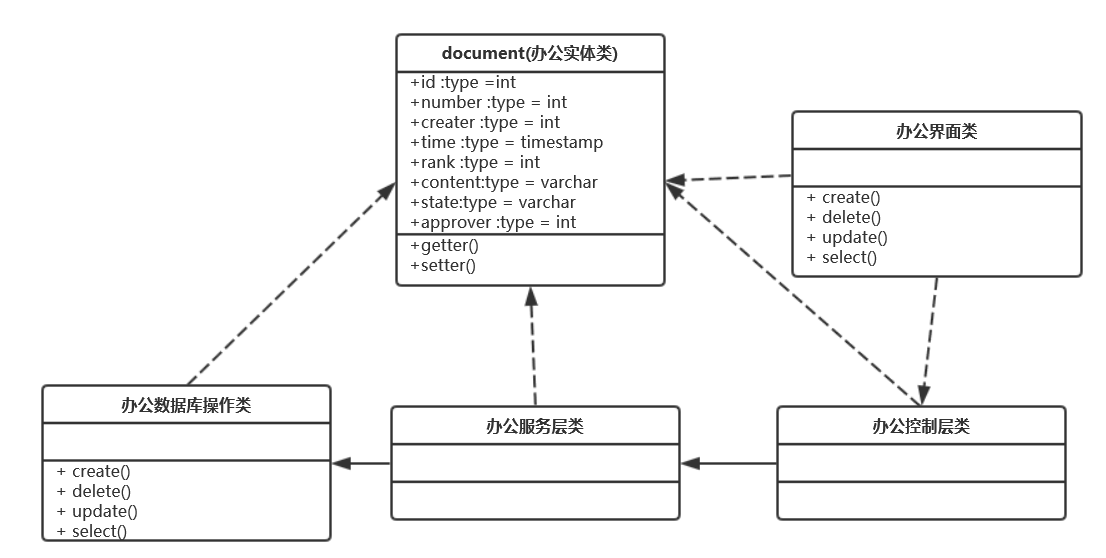 document(办公实体类)
+id :type =int
+number :type = int
+creater :type = int
+time :type = timestamp
+rank :type = int
+content:type = varchar
+state:type = varchar
+approver :type = int
+getter()
+setter()
办公界面类
+ create()
+ delete()
+ update()
+ select()
办公数据库操作类
+ create()
+ delete()
+ update()
+ select()
办公服务层类
办公控制层类